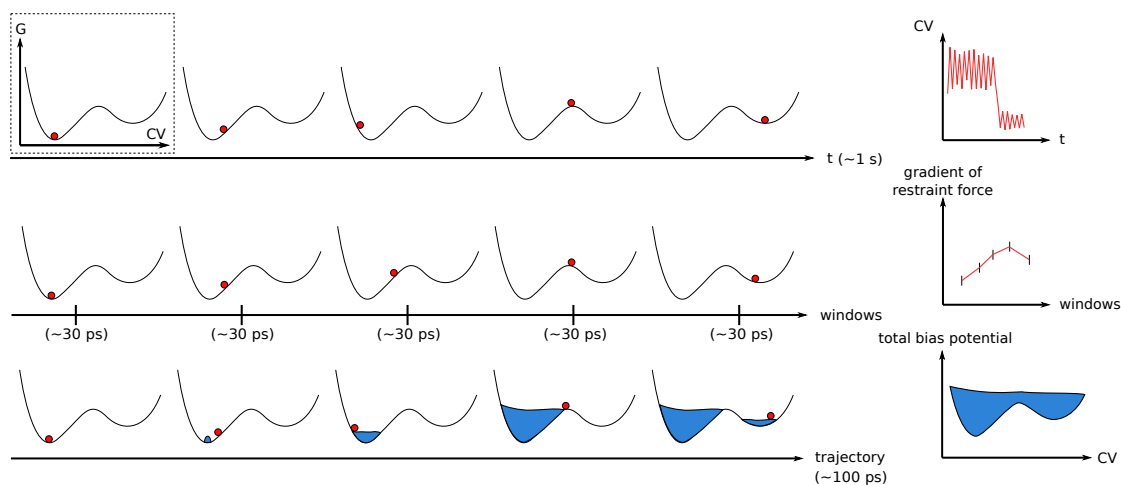 G
CV
t (~1 s)
CV
t
gradient of
restraint force
(~30 ps)
(~30 ps)
(~30 ps)
(~30 ps)
(~30 ps)
windows
windows
total bias potential
trajectory
(~100 ps)
CV